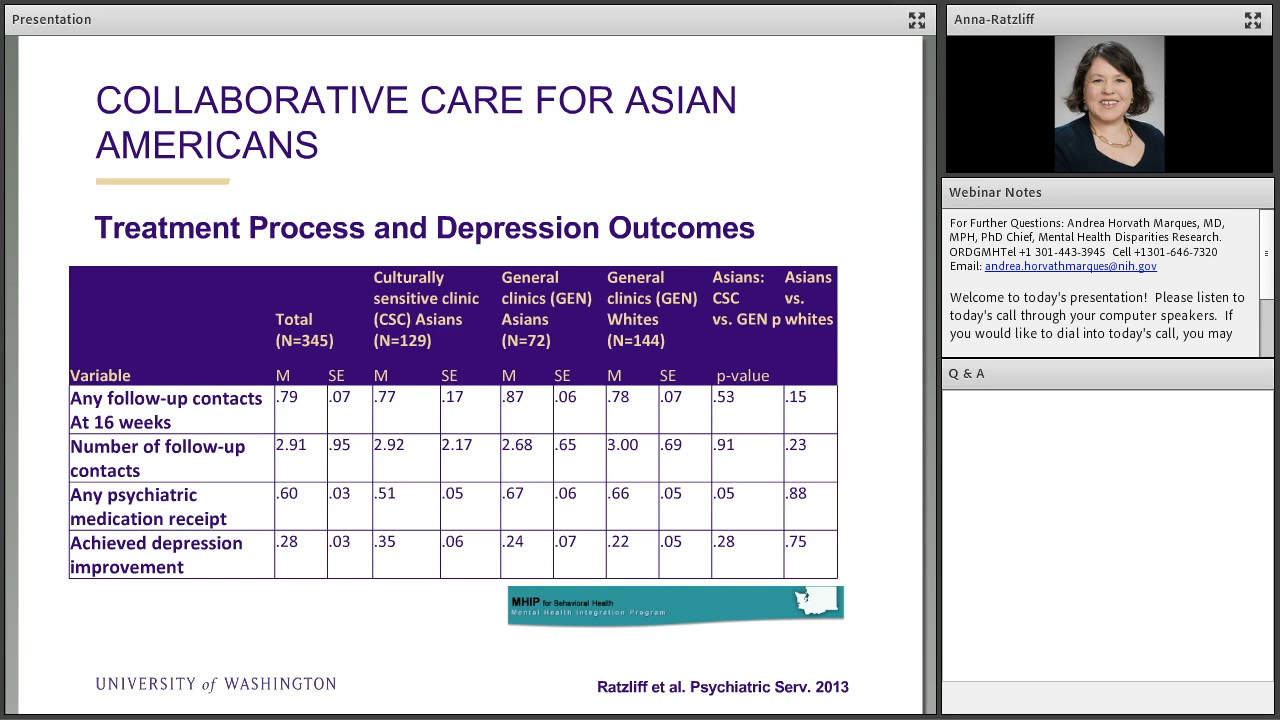 Presentation
COLLABORATIVE CARE FOR ASIAN
AMERICANS
Treatment Process and Depression Outcomes
Variable
Total
(N=345)
Culturally
sensitive clinic
(CSC) Asians
(N=129)
General
clinics (GEN)
Asians
(N=72)
General
clinics (GEN)
Whites
(N=144)
Asians:
CSC
vs. GEN p
Asians
vs.
whites
M SE M SE M SE M SE p-value
Any follow-up contacts
At 16 weeks
.79 .07 .77 .17 .87 .06 .78 .07 .53 .15
Number of follow-up
contacts
2.91 .95 2.92 2.17 2.68 .65 3.00 .69 .91 .23
Any psychiatric
medication receipt
.60 .03 .51 .05 .67 .06 .66 .05 .05 .88
Achieved depression
improvement
.28 .03 .35 .06 .24 .07 .22 .05 .28 .75
MHIP for Behavioral Health
Mental Health Integration Program
UNIVERSITY of WASHINGTON
Ratzliff et al. Psychiatric Serv. 2013
Anna-Ratzliff
Webinar Notes
For Further Questions: Andrea Horvath Marques, MD,
MPH, PhD Chief, Mental Health Disparities Research.
ORDGMHTel +1 301-443-3945 Cell +1301-646-7320
Email: andrea.horvathmarques@nih.gov
Welcome to today's presentation! Please listen to
today's call through your computer speakers. If
you would like to dial into today's call, you may
Q & A